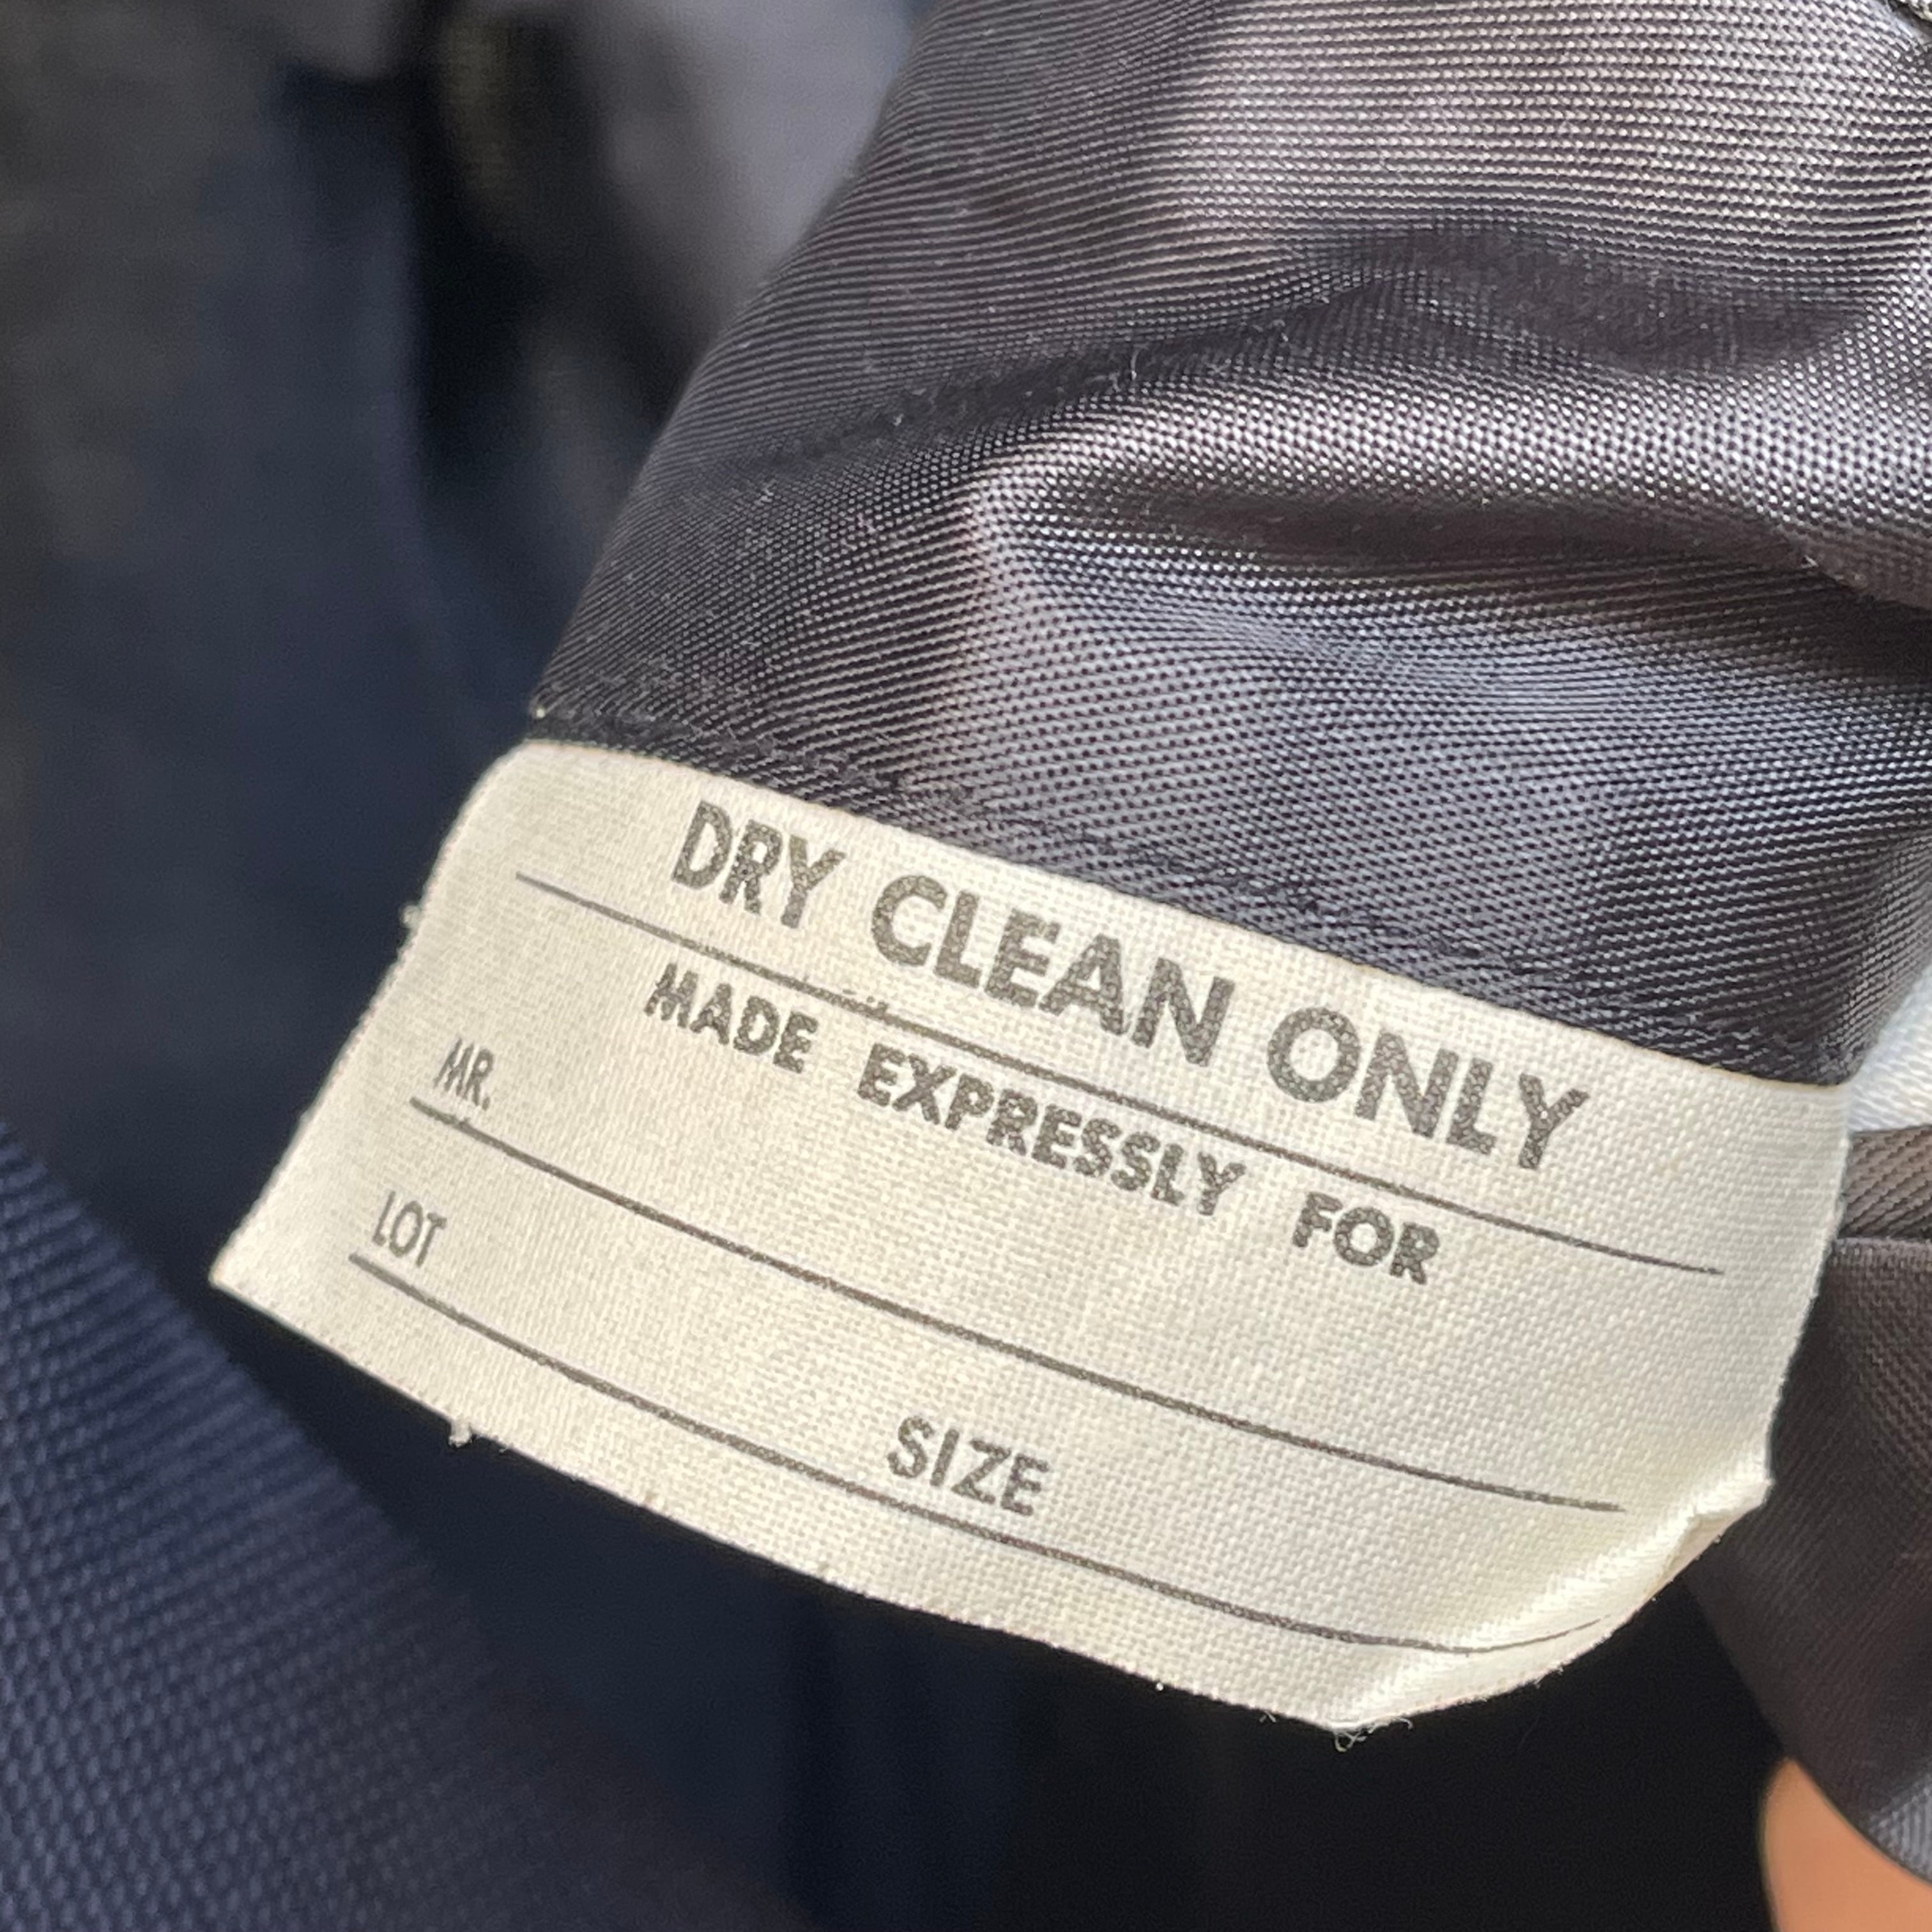 DRY CLEAN ONLY
MADE EXPRESSLY FOR
MR.
LOT SIZE